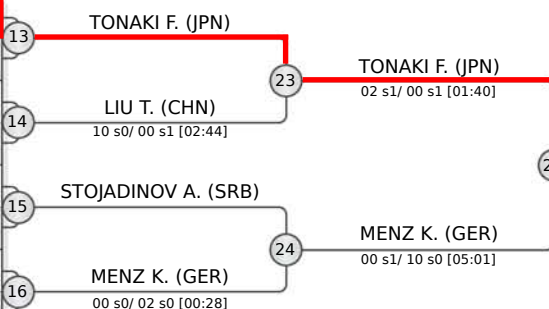 TONAKI F. (JPN)
13
23
TONAKI F. (JPN)
02 s1/ 00 s1 [01:40]
LIU T. (CHN)
14
10 s0/ 00 s1 [02:44]
STOJADINOV A. (SRB)
15
24
MENZ K. (GER)
00 s1/ 10 s0 [05:01]
MENZ K. (GER)
16
00 s0/ 02 s0 [00:28]